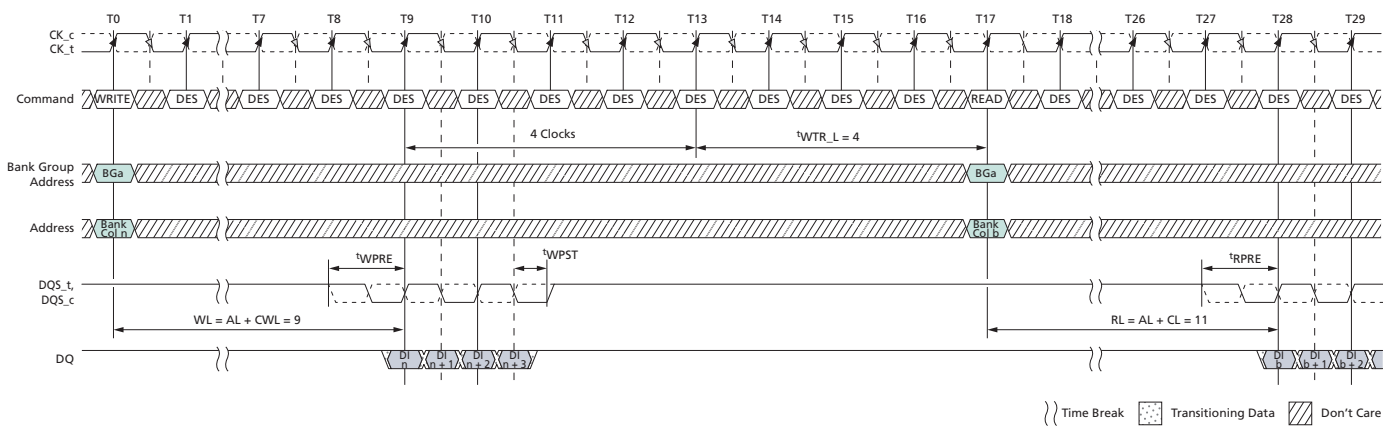 T0 T1 T7 T8 T9 T10 T11 T12 T13 T14 T15 T16 T17 T18 T26 T27 T28 T29
CK_c
CK_t
Command WRITE DES DES DES DES DES DES DES DES DES DES DES READ DES DES DES DES DES
4 Clocks tWTR_L = 4
Bank Group
Address
BGa BGa
Address
Bank
Col n
Bank
Col b
tWPRE tWPST tRPRE
DQS_t,
DQS_c
WL = AL + CWL = 9 RL = AL + CL = 11
DQ
DI
n
DI
n + 1
DI
n + 2
DI
n + 3
DI
b
DI
b + 1
DI
b + 2
Time Break Transitioning Data Don't Care